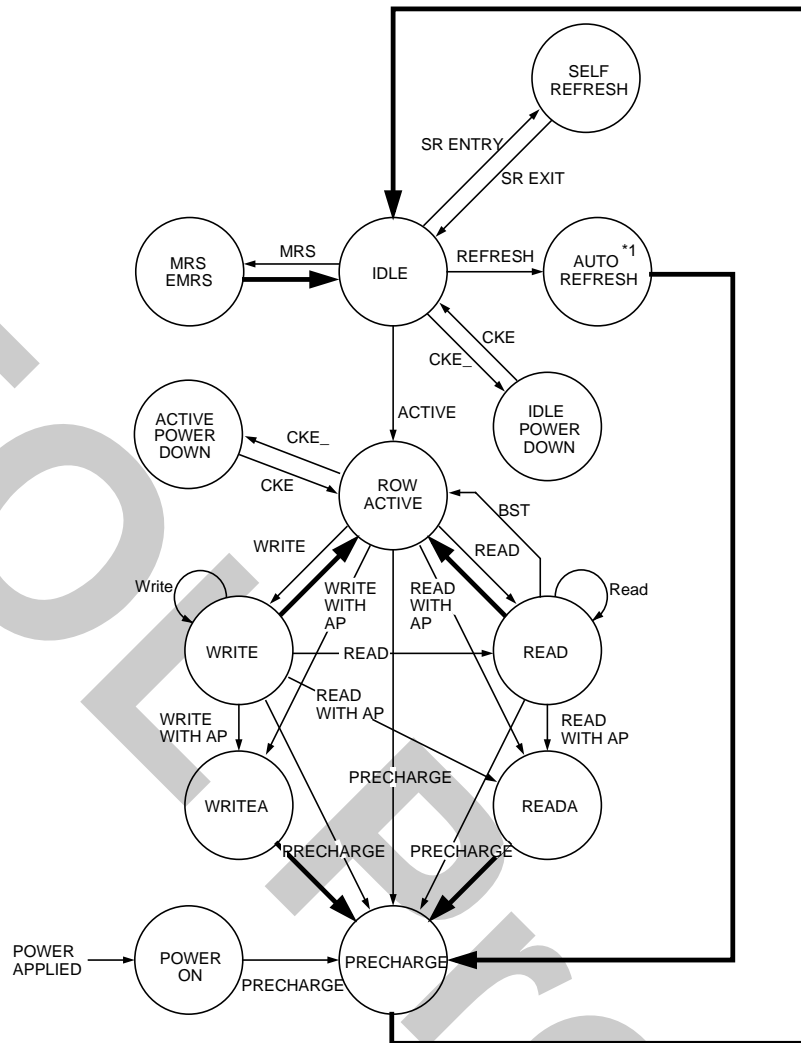 SELF
REFRESH
SR ENTRY
SR EXIT
MRS
EMRS
MRS
IDLE
REFRESH
AUTO *1
REFRESH
CKE
CKE_
IDLE
POWER
DOWN
ACTIVE
ACTIVE
POWER
DOWN
CKE_
CKE
ROW
ACTIVE
BST
WRITE
READ
Write
WRITE
WITH
AP
READ
WITH
AP
Read
WRITE
READ
READ
READ
WITH AP
WRITE
WITH AP
READ
WITH AP
PRECHARGE
WRITEA
READA
PRECHARGE
PRECHARGE
POWER
APPLIED
POWER
ON
PRECHARGE
PRECHARGE
TOL Pro